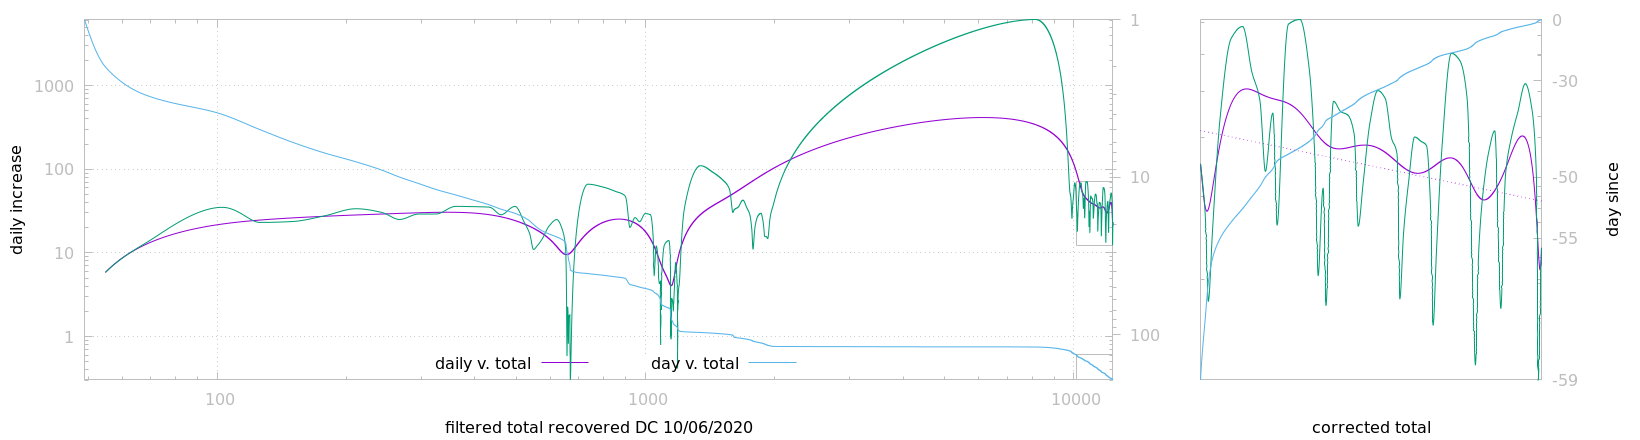 daily increase
1000
100
10
1
daily v. total
day v. total
1
10
100
100
1000
10000
filtered total recovered DC 10/06/2020
0
-30
-50
-55
-59
day since
corrected total